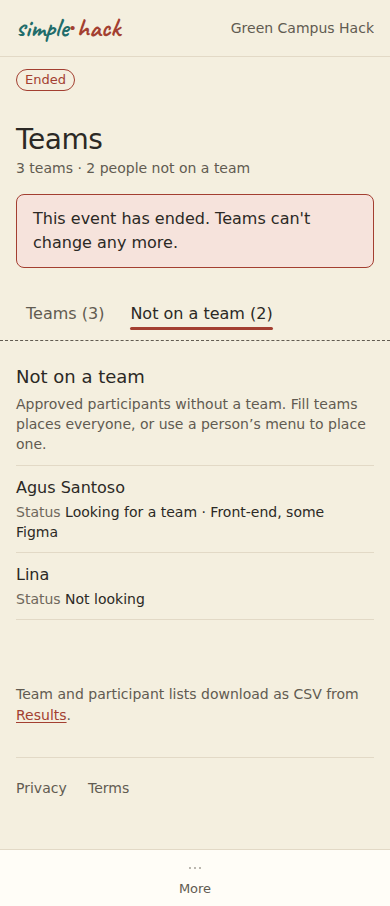 simple·hack
Green Campus Hack
Ended
Teams
3 teams · 2 people not on a team
This event has ended. Teams can't
change any more.
Teams (3)
Not on a team (2)
Not on a team
Approved participants without a team. Fill teams
places everyone, or use a person’s menu to place
one.
Agus Santoso
Status Looking for a team · Front-end, some
Figma
Lina
Status Not looking
Team and participant lists download as CSV from
Results.
Privacy
Terms
...
More